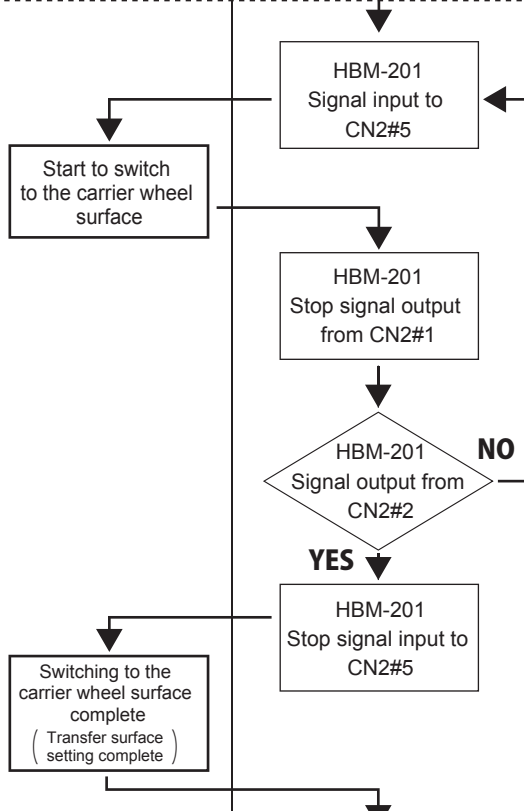 HBM-201
Signal input to
CN2#5
Start to switch
to the carrier wheel
surface
HBM-201
Stop signal output
from CN2#1
HBM-201
Signal output from
CN2#2
NO
YES
HBM-201
Stop signal input to
CN2#5
Switching to the
carrier wheel surface
complete
( Transfer surface
setting complete )